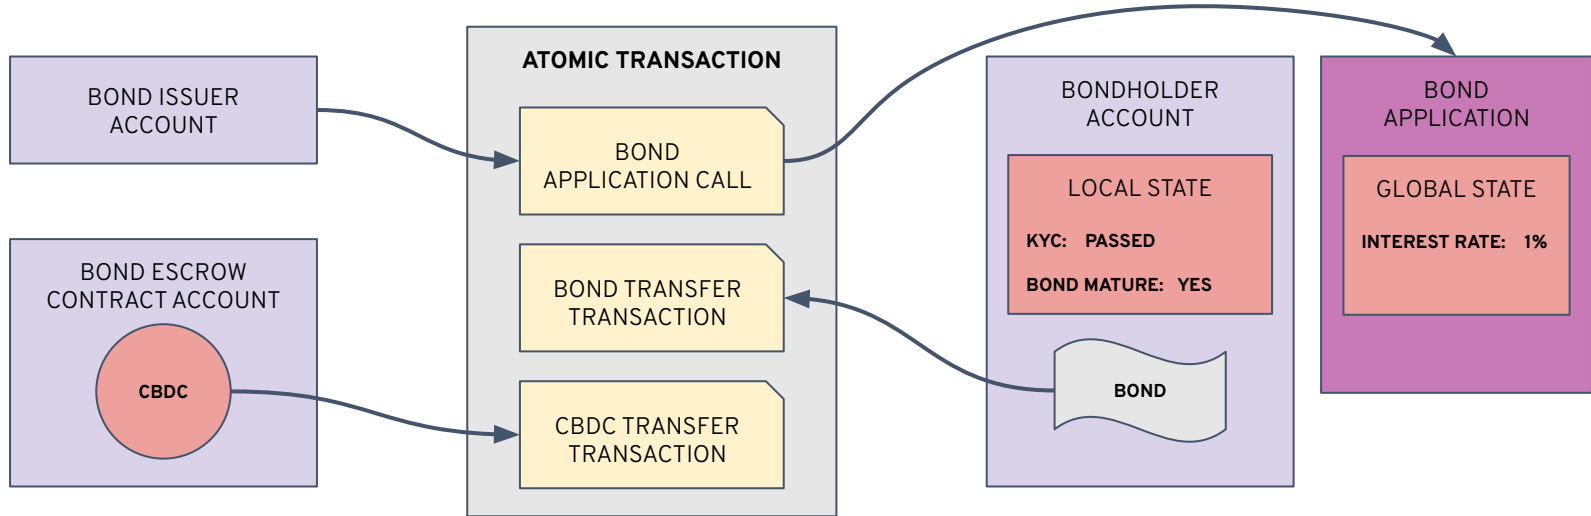 BOND ISSUER
ACCOUNT
BOND ESCROW
CONTRACT ACCOUNT
CBDC
ATOMIC TRANSACTION
BOND
APPLICATION CALL
BOND TRANSFER
TRANSACTION
CBDC TRANSFER
TRANSACTION
BONDHOLDER
ACCOUNT
LOCAL STATE
KYC: PASSED
BOND MATURE: YES
BOND
BOND
APPLICATION
GLOBAL STATE
INTEREST RATE: 1%